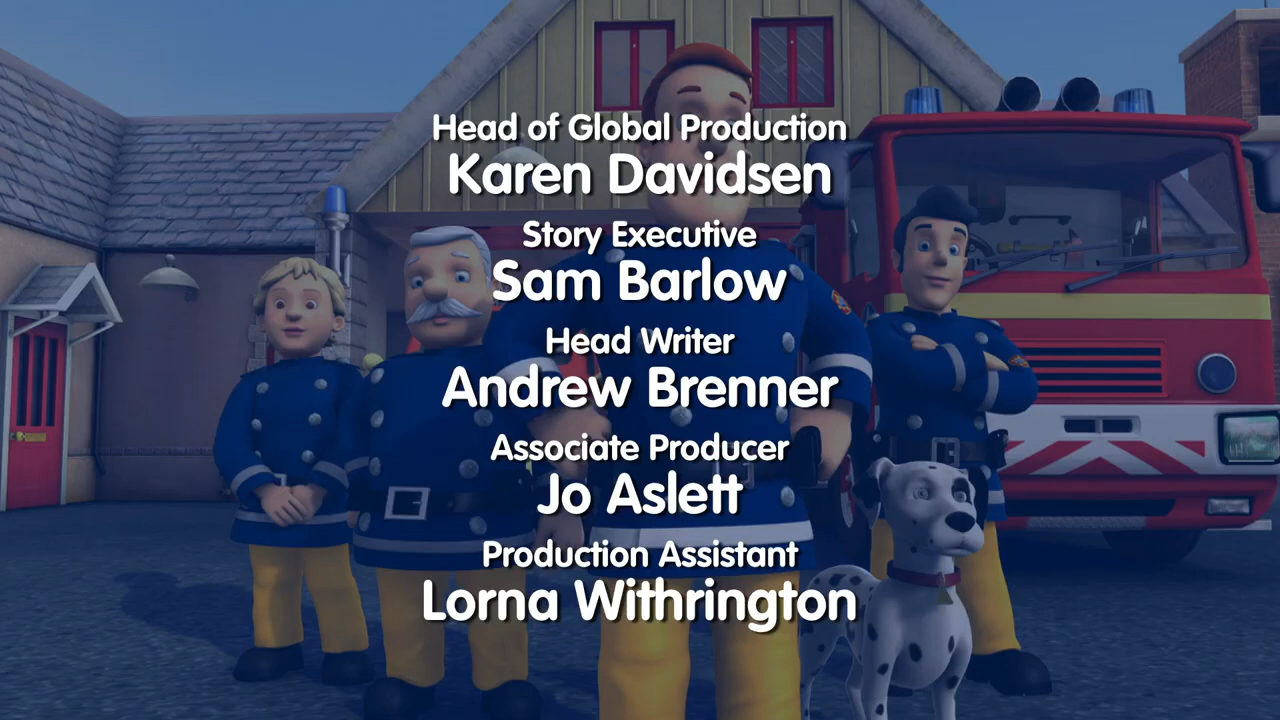 Head of Global Production
Karen Davidsen
Story Executive
Sam Barlow
Head Writer
Andrew Brenner
Associate Producer
Jo Aslett
Production Assistant
Lorna Withrington